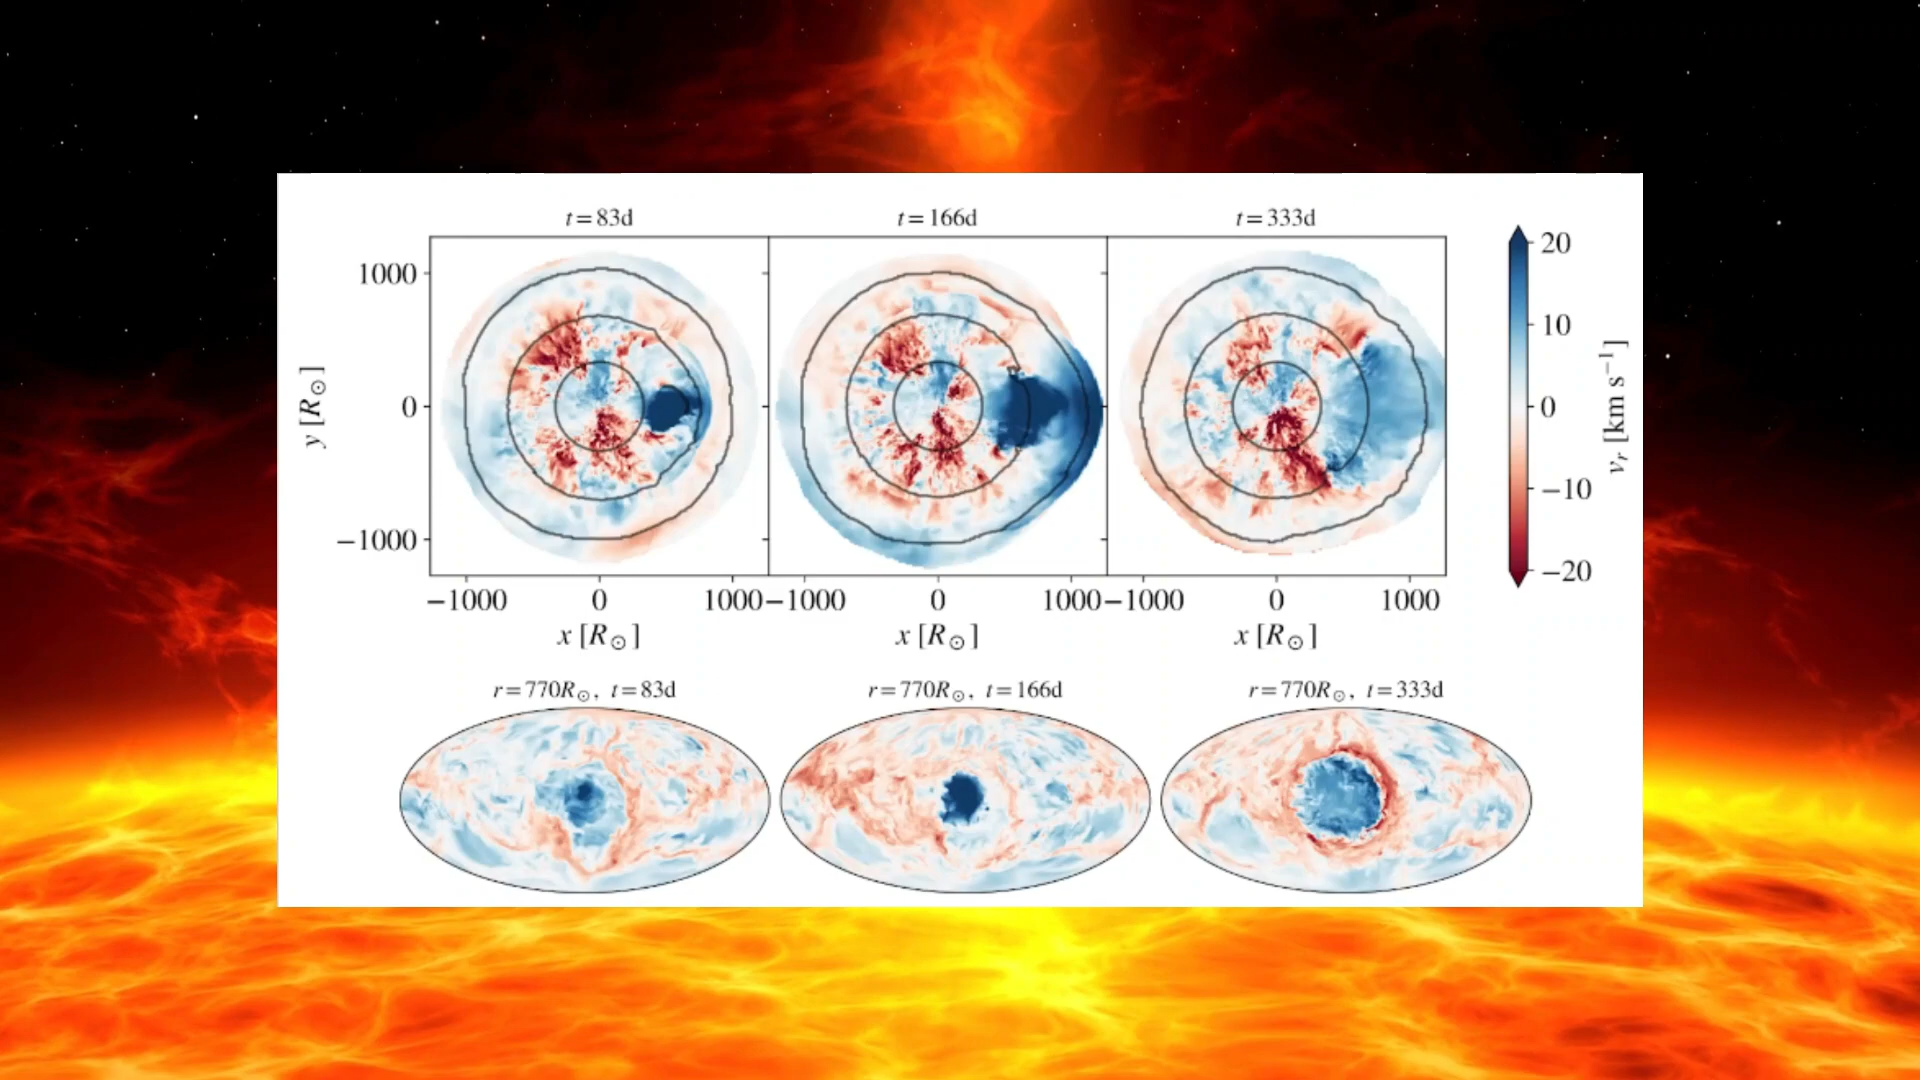 t = 83d
t = 166d
t = 333d
y [R☉]
1000
0
−1000
−1000 0 1000
−1000 0 1000
−1000 0 1000
x [R☉]
x [R☉]
x [R☉]
20
10
0
−10
−20
v_r [km s⁻¹]
r = 770R☉, t = 83d
r = 770R☉, t = 166d
r = 770R☉, t = 333d